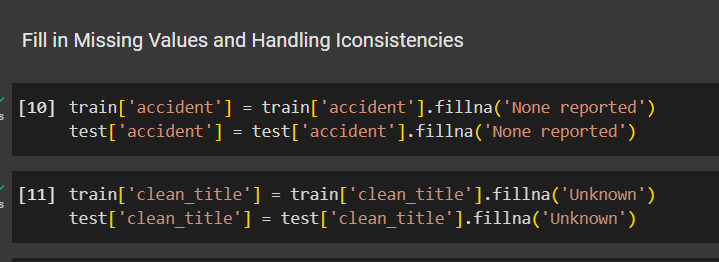 Fill in Missing Values and Handling Iconsistencies
[10] train['accident'] = train['accident'].fillna('None reported')
test['accident'] = test['accident'].fillna('None reported')
s
[11] train['clean_title'] = train['clean_title'].fillna('Unknown')
test['clean_title'] = test['clean_title'].fillna('Unknown')
s